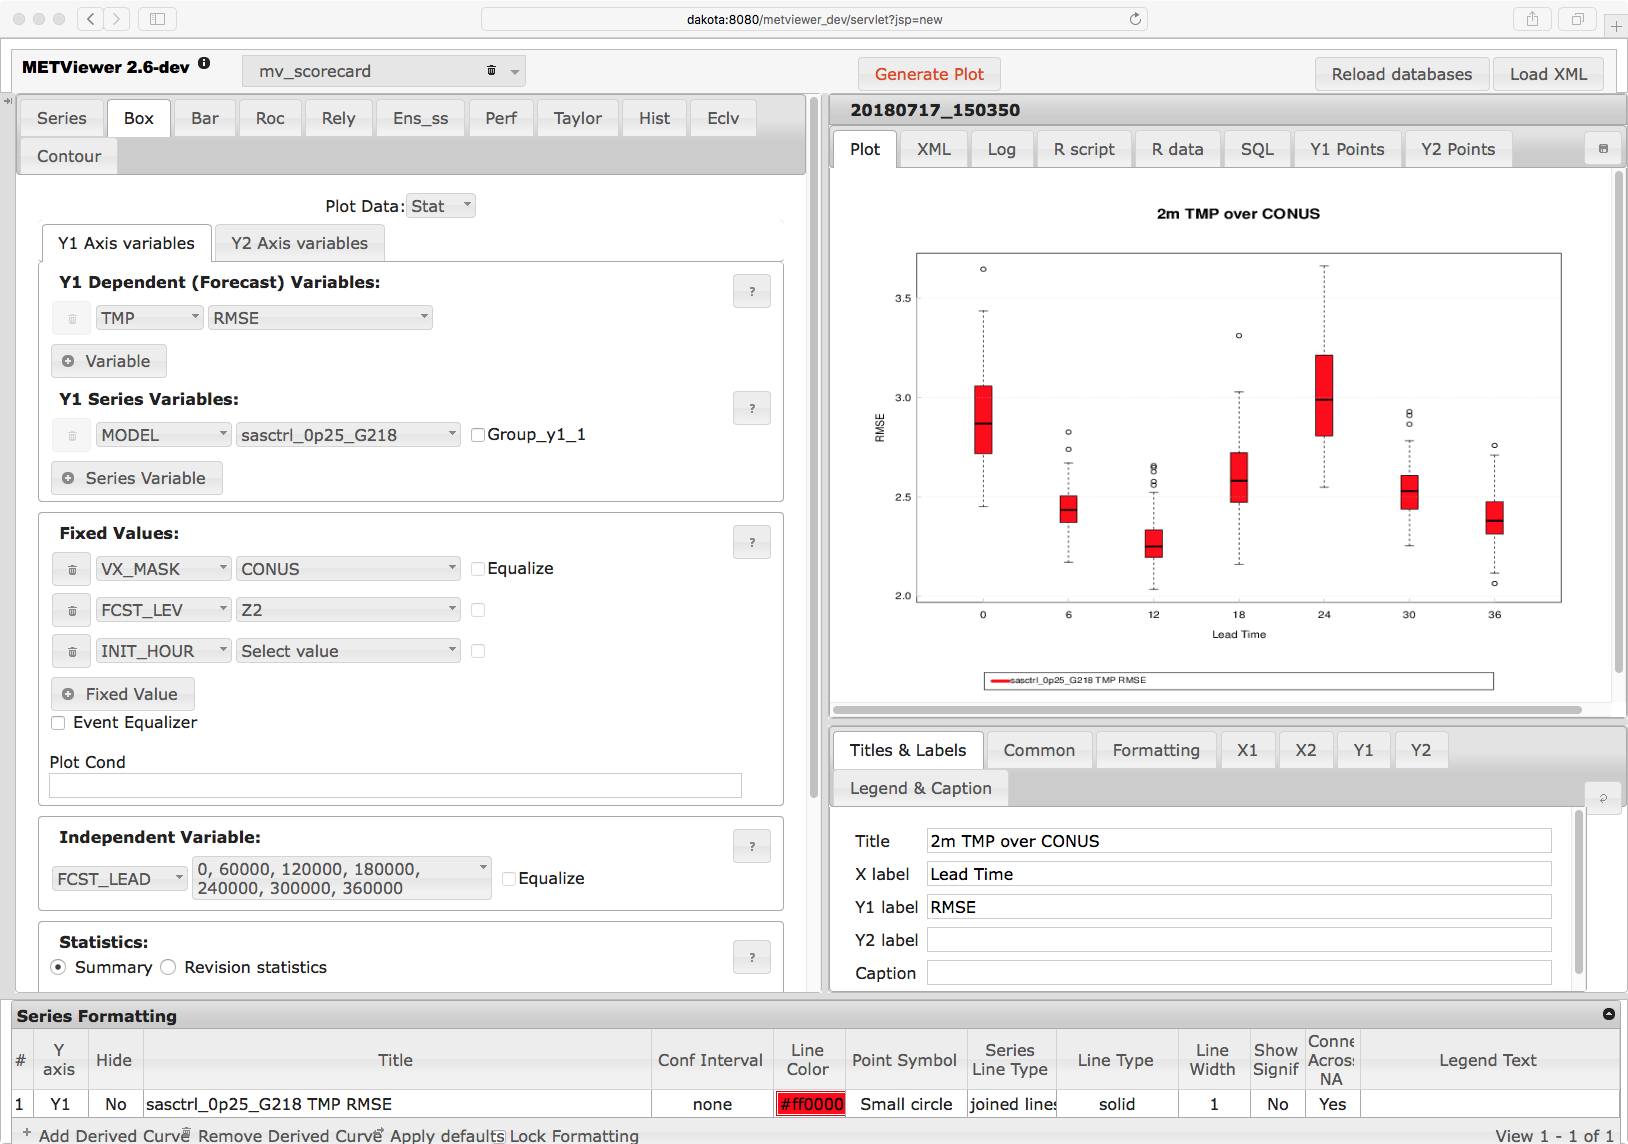 dakota:8080/metviewer_dev/servlet?jsp=new
METViewer 2.6-dev
mv_scorecard
Generate Plot
Reload databases
Load XML
Series Box Bar Roc Rely Ens_ss Perf Taylor Hist Eclv
Contour
Plot Data: Stat
Y1 Axis variables Y2 Axis variables
Y1 Dependent (Forecast) Variables:
?
TMP RMSE
Variable
Y1 Series Variables:
?
MODEL sasctrl_0p25_G218 Group_y1_1
Series Variable
Fixed Values:
?
VX_MASK CONUS Equalize
FCST_LEV Z2
INIT_HOUR Select value
Fixed Value
Event Equalizer
Plot Cond
Independent Variable:
?
FCST_LEAD 0, 60000, 120000, 180000,
240000, 300000, 360000
Equalize
Statistics:
?
Summary Revision statistics
20180717_150350
Plot XML Log R script R data SQL Y1 Points Y2 Points
2m TMP over CONUS
3.5
3.0
2.5
2.0
RMSE
0 6 12 18 24 30 36
Lead Time
sasctrl_0p25_G218 TMP RMSE
Titles & Labels Common Formatting X1 X2 Y1 Y2
Legend & Caption
Title 2m TMP over CONUS
X label Lead Time
Y1 label RMSE
Y2 label
Caption
Series Formatting
# Y axis Hide Title Conf Interval Line Color Point Symbol Series Line Type Line Type Line Width Show Signif Conne Acros NA Legend Text
1 Y1 No sasctrl_0p25_G218 TMP RMSE none #ff0000 Small circle joined lines solid 1 No Yes
Add Derived Curve Remove Derived Curve Apply defaults Lock Formatting View 1 - 1 of 1